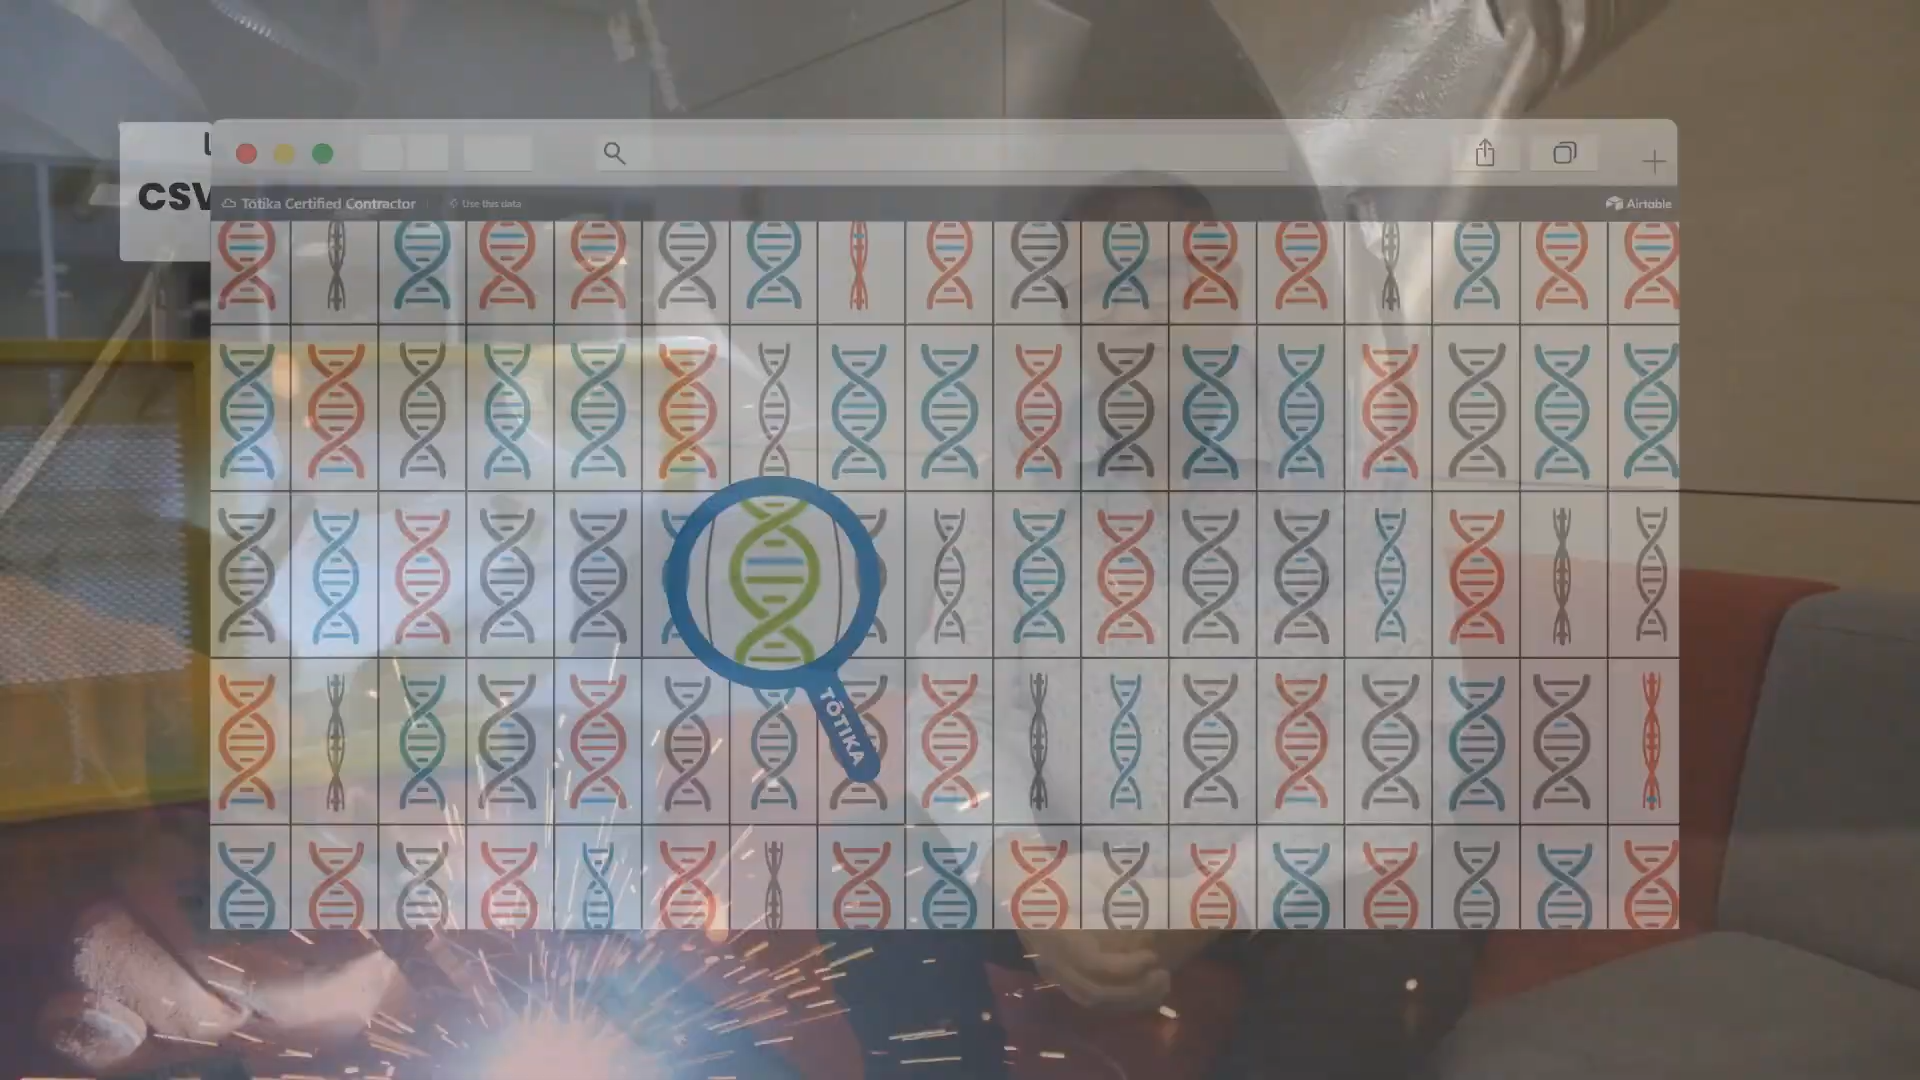 CSV
Tōtika Certified Contractor
Use this data
Airtable
TŌTIKA